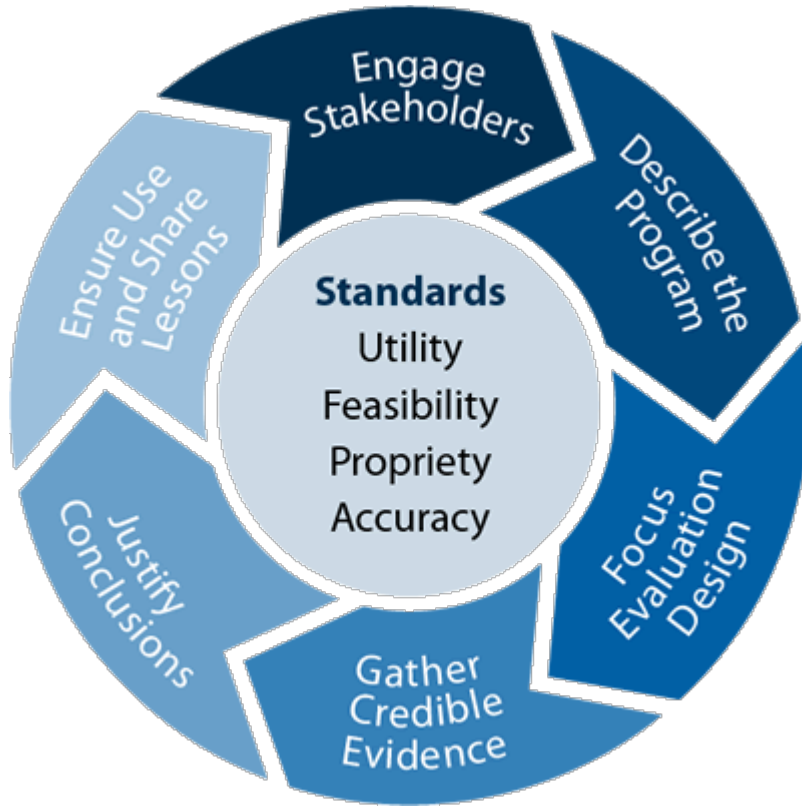 Engage
Stakeholders
Describe the
Program
Focus
Evaluation
Design
Gather
Credible
Evidence
Justify
Conclusions
Ensure Use
and Share
Lessons
Standards
Utility
Feasibility
Propriety
Accuracy